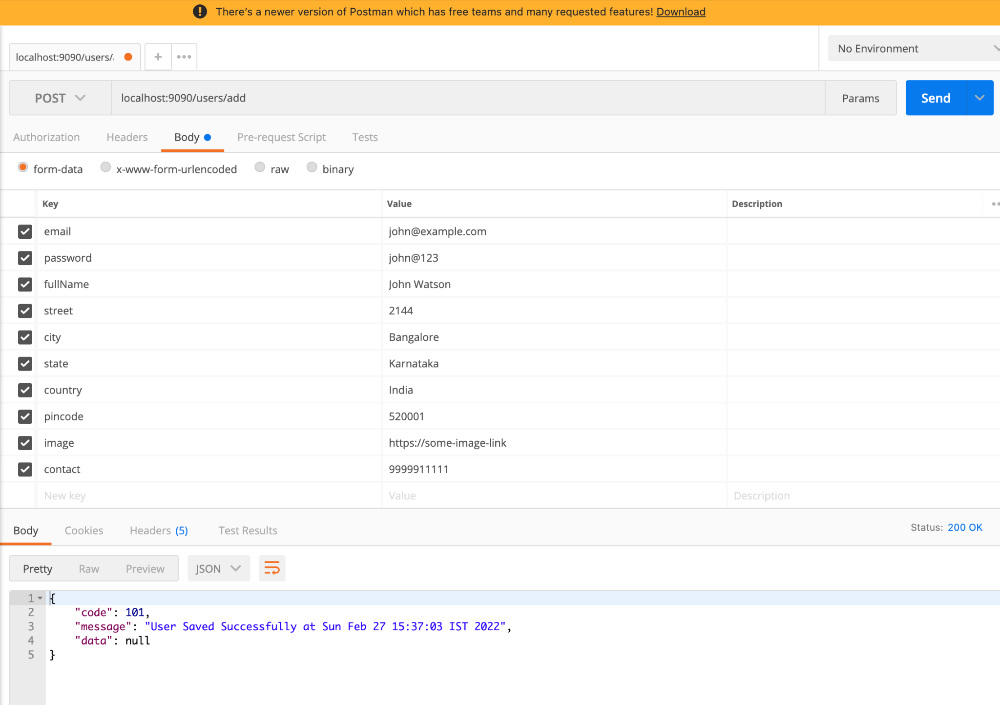 There's a newer version of Postman which has free teams and many requested features! Download
localhost:9090/users/
No Environment
POST localhost:9090/users/add Params Send
Authorization Headers Body Pre-request Script Tests
form-data x-www-form-urlencoded raw binary
Key Value Description
email john@example.com
password john@123
fullName John Watson
street 2144
city Bangalore
state Karnataka
country India
pincode 520001
image https://some-image-link
contact 9999911111
New key Value Description
Body Cookies Headers (5) Test Results Status: 200 OK
Pretty Raw Preview JSON
1 {
2 "code": 101,
3 "message": "User Saved Successfully at Sun Feb 27 15:37:03 IST 2022",
4 "data": null
5 }